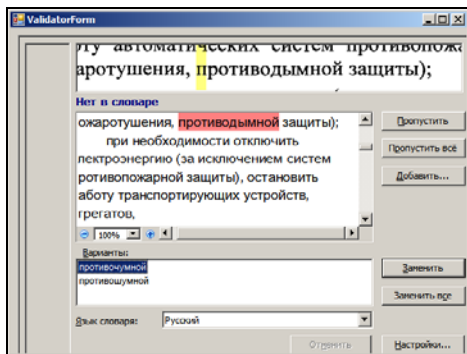 ValidatorForm
оту автоматических систем противопожа
аротушения, противодымной защиты);
Нет в словаре
ожаротушения, противодымной защиты);
при необходимости отключить
лектроэнергию (за исключением систем
ротивопожарной защиты), остановить
аботу транспортирующих устройств,
грегатов,
100%
Пропустить
Пропустить все
Добавить...
Варианты:
противочумной
противошумной
Заменить
Заменить все
Язык словаря:
Русский
Отменить
Настройки...